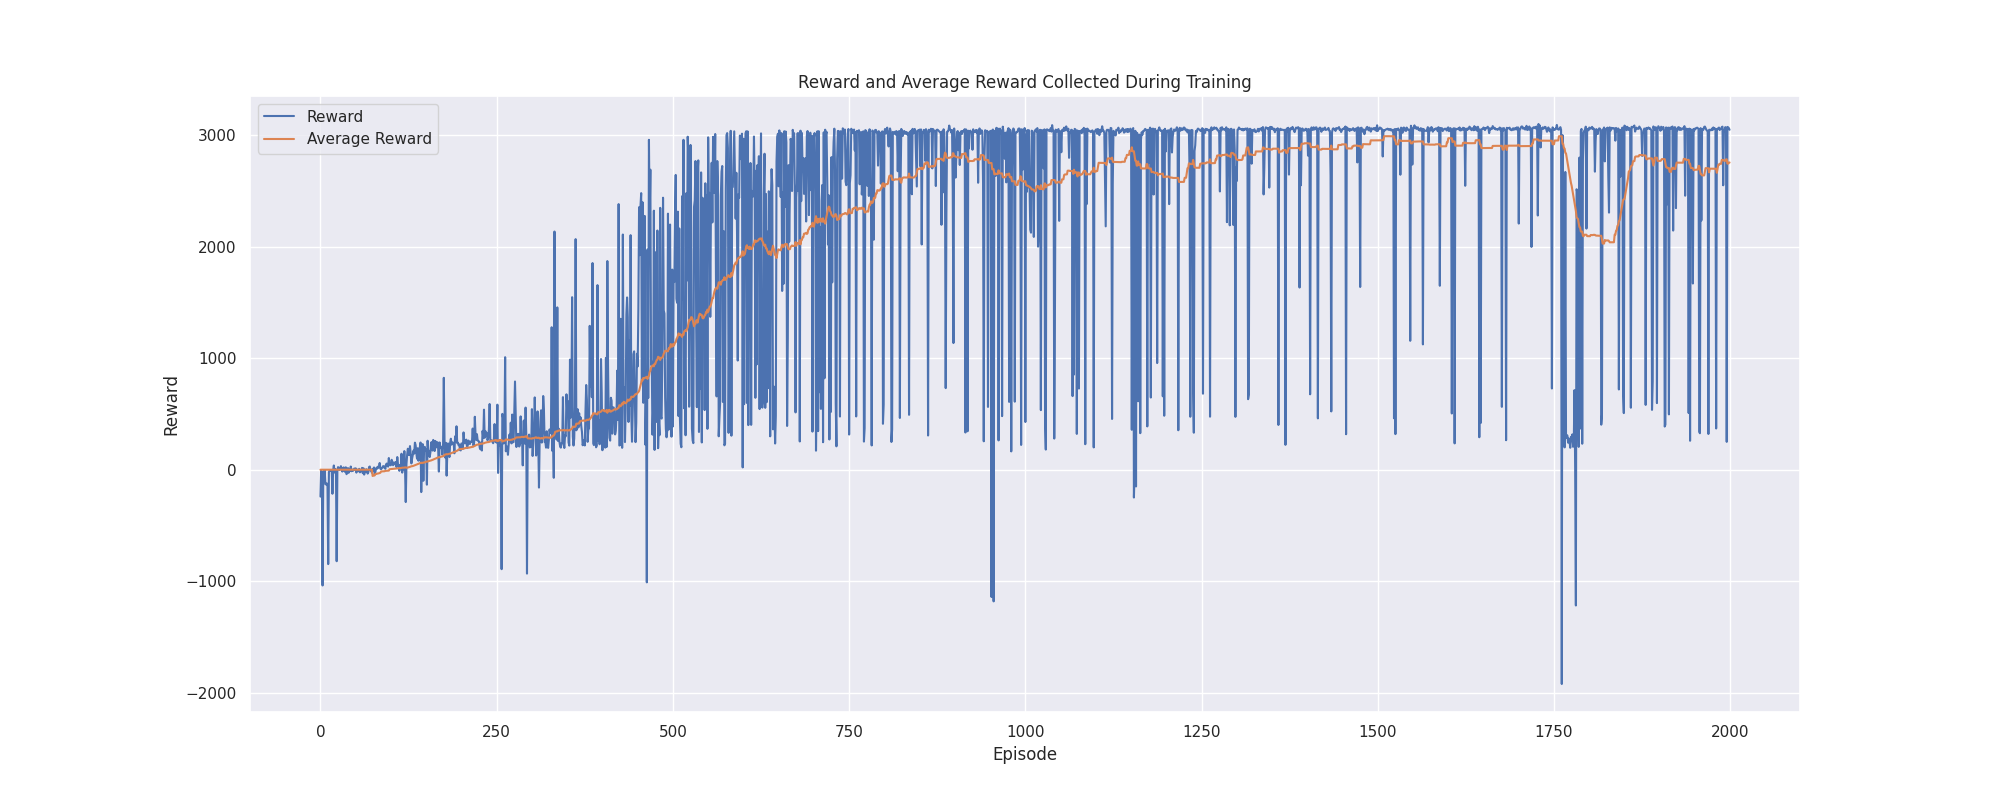 Reward and Average Reward Collected During Training
Reward
Average Reward
3000
2000
1000
0
−1000
−2000
Reward
0 250 500 750 1000 1250 1500 1750 2000
Episode